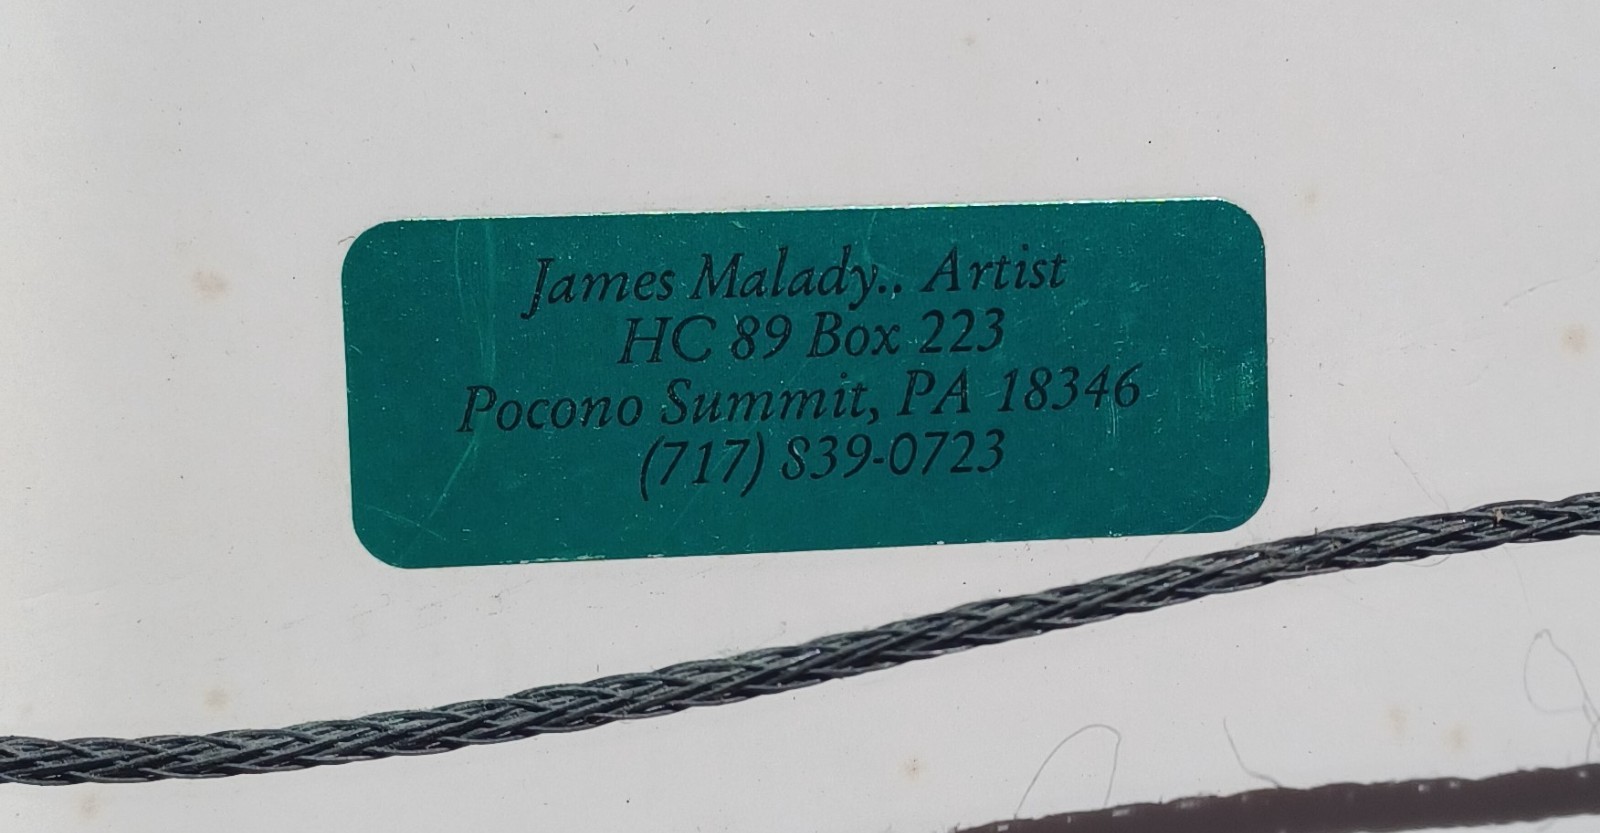 James Malady.. Artist
HC 89 Box 223
Pocono Summit, PA 18346
(717) 839-0723